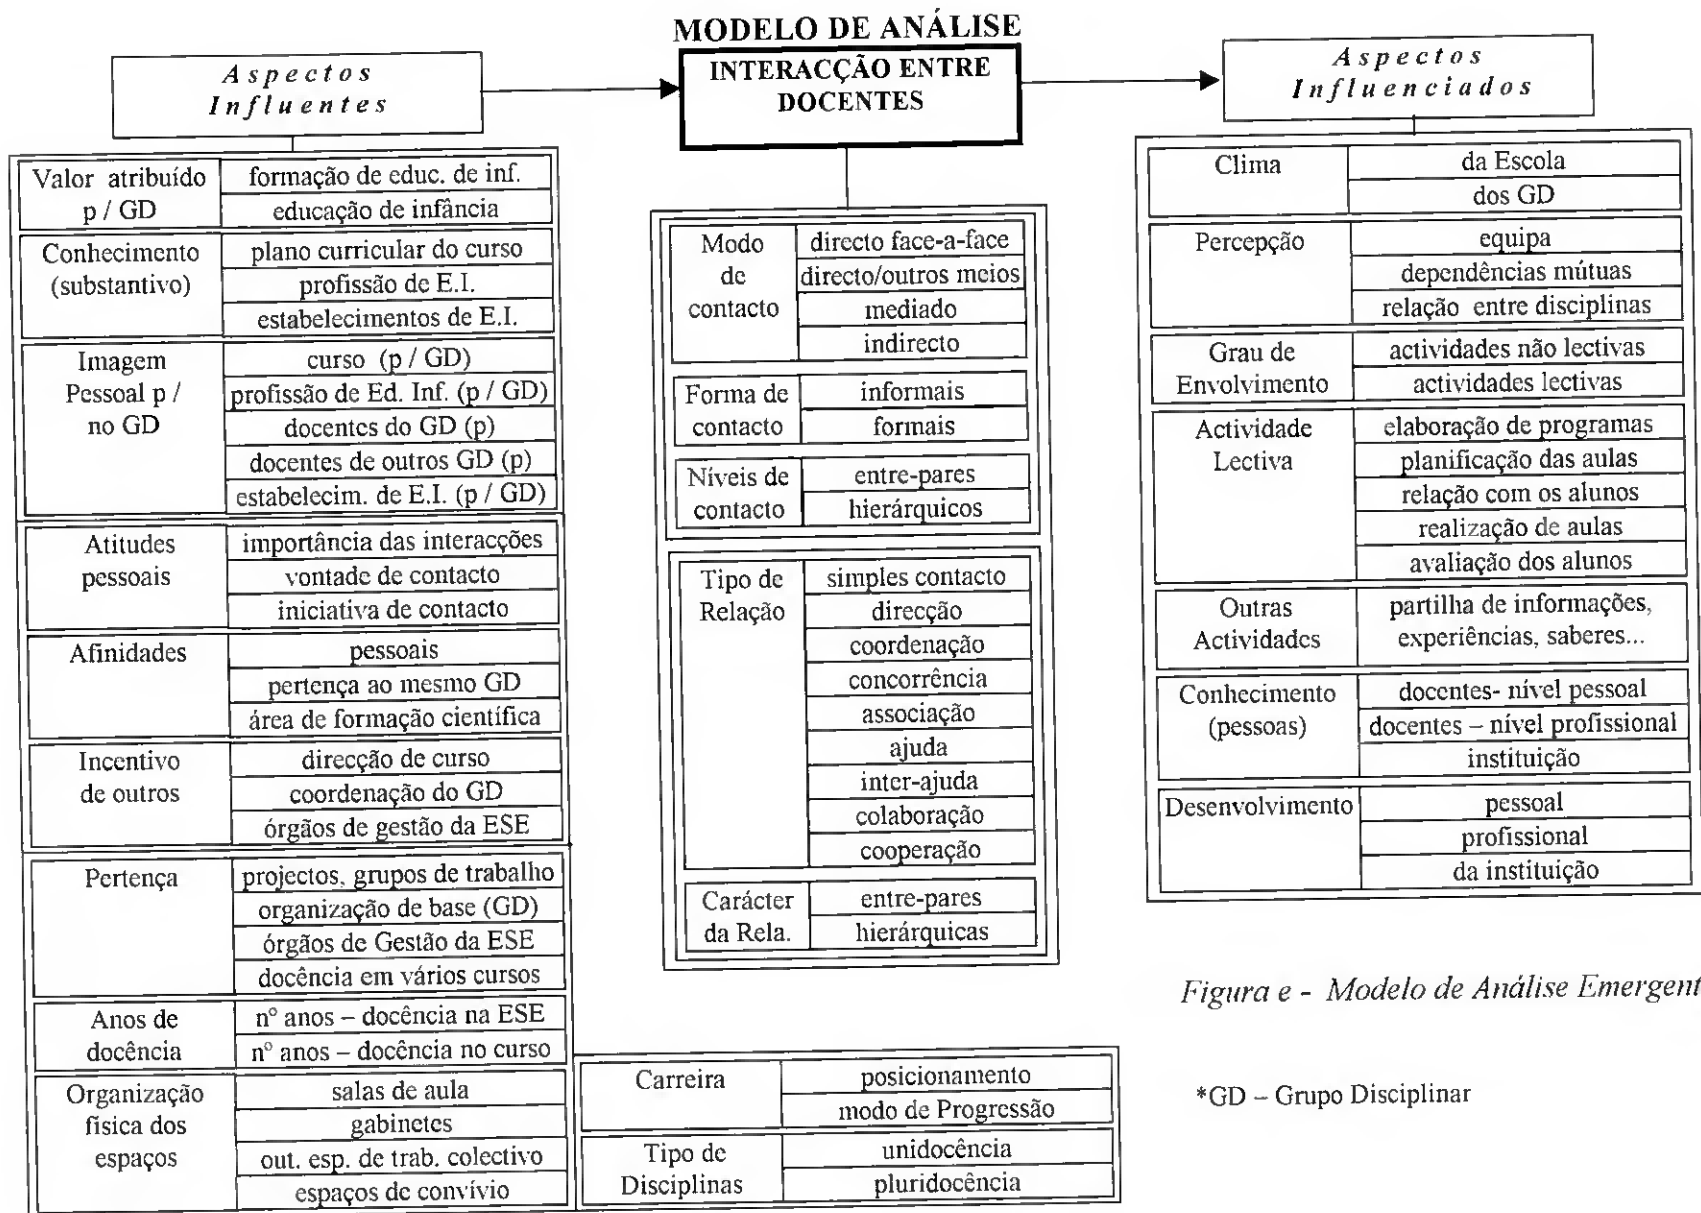 MODELO DE ANÁLISE
Aspectos
Influentes
INTERACÇÃO ENTRE
DOCENTES
Aspectos
Influenciados
Valor atribuído
p / GD
formação de educ. de inf.
educação de infância
Conhecimento
(substantivo)
plano curricular do curso
profissão de E.I.
estabelecimentos de E.I.
Imagem
Pessoal p /
no GD
curso (p / GD)
profissão de Ed. Inf. (p / GD)
docentes do GD (p)
docentes de outros GD (p)
estabelecim. de E.I. (p / GD)
Atitudes
pessoais
importância das interacções
vontade de contacto
iniciativa de contacto
Afinidades
pessoais
pertença ao mesmo GD
área de formação científica
Incentivo
de outros
direcção de curso
coordenação do GD
órgãos de gestão da ESE
Pertença
projectos, grupos de trabalho
organização de base (GD)
órgãos de Gestão da ESE
docência em vários cursos
Anos de
docência
nº anos – docência na ESE
nº anos – docência no curso
Organização
física dos
espaços
salas de aula
gabinetes
out. esp. de trab. colectivo
espaços de convívio
Carreira
posicionamento
modo de Progressão
Tipo de
Disciplinas
unidocência
pluridocência
Modo
de
contacto
directo face-a-face
directo/outros meios
mediado
indirecto
Forma de
contacto
informais
formais
Níveis de
contacto
entre-pares
hierárquicos
Tipo de
Relação
simples contacto
direcção
coordenação
concorrência
associação
ajuda
inter-ajuda
colaboração
cooperação
Carácter
da Rela.
entre-pares
hierárquicas
Clima
da Escola
dos GD
Percepção
equipa
dependências mútuas
relação entre disciplinas
Grau de
Envolvimento
actividades não lectivas
actividades lectivas
Actividade
Lectiva
elaboração de programas
planificação das aulas
relação com os alunos
realização de aulas
avaliação dos alunos
Outras
Actividades
partilha de informações,
experiências, saberes...
Conhecimento
(pessoas)
docentes- nível pessoal
docentes – nível profissional
instituição
Desenvolvimento
pessoal
profissional
da instituição
Figura e - Modelo de Análise Emergent
*GD – Grupo Disciplinar